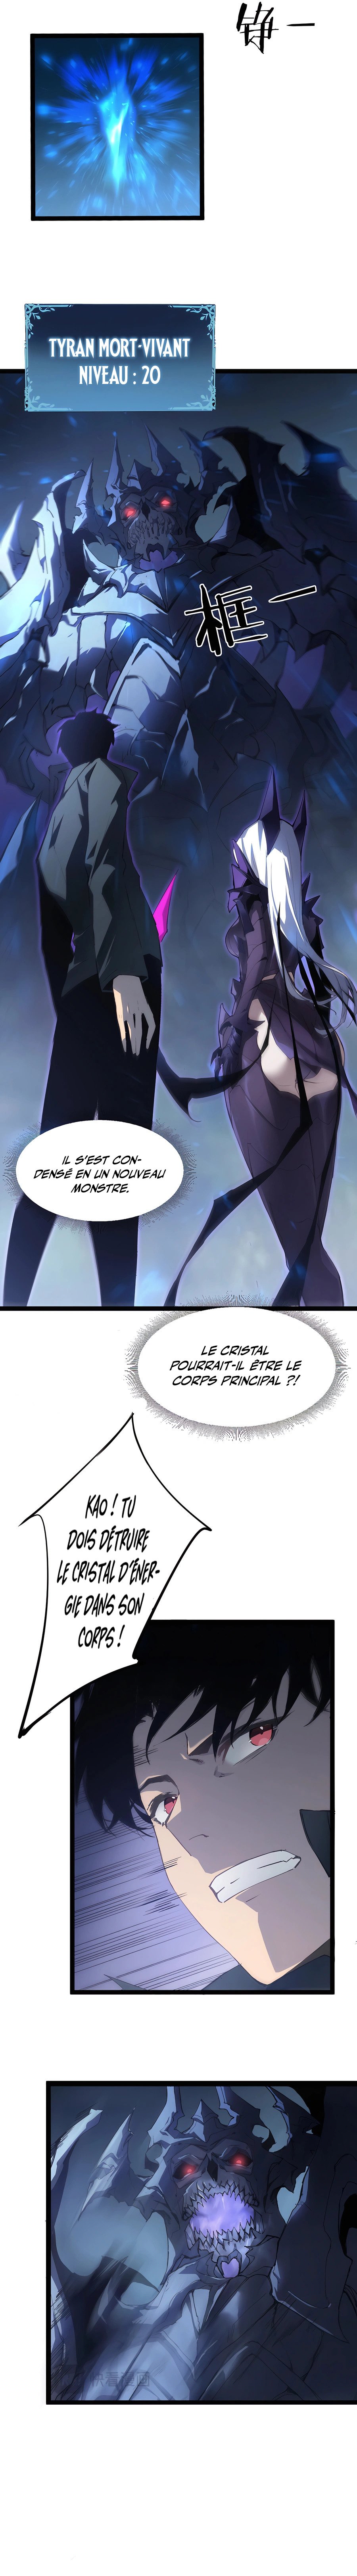 铮一
TYRAN MORT-VIVANT
NIVEAU : 20
框一
IL S'EST CON-
DENSÉ EN UN NOUVEAU
MONSTRE.
LE CRISTAL
POURRAIT-IL ÊTRE LE
CORPS PRINCIPAL ?!
KAO ! TU
DOIS DÉTRUIRE
LE CRISTAL D'ÉNER-
GIE DANS SON
CORPS !